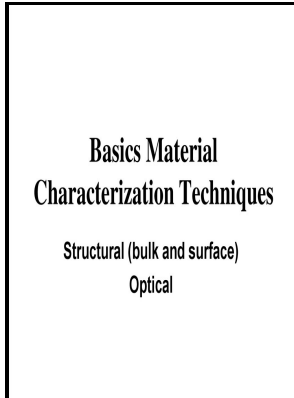 Basics Material
Characterization Techniques
Structural (bulk and surface)
Optical